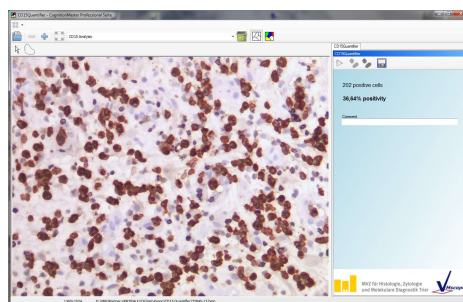 CD15Quantifier - CognitionMaster Professional Suite
CD15 Analysis
CD15Quantifier
CD15Quantifier
202 positive cells
36,64% positivity
Comment
MVZ für Histologie, Zytologie
und Molekulare Diagnostik Trier